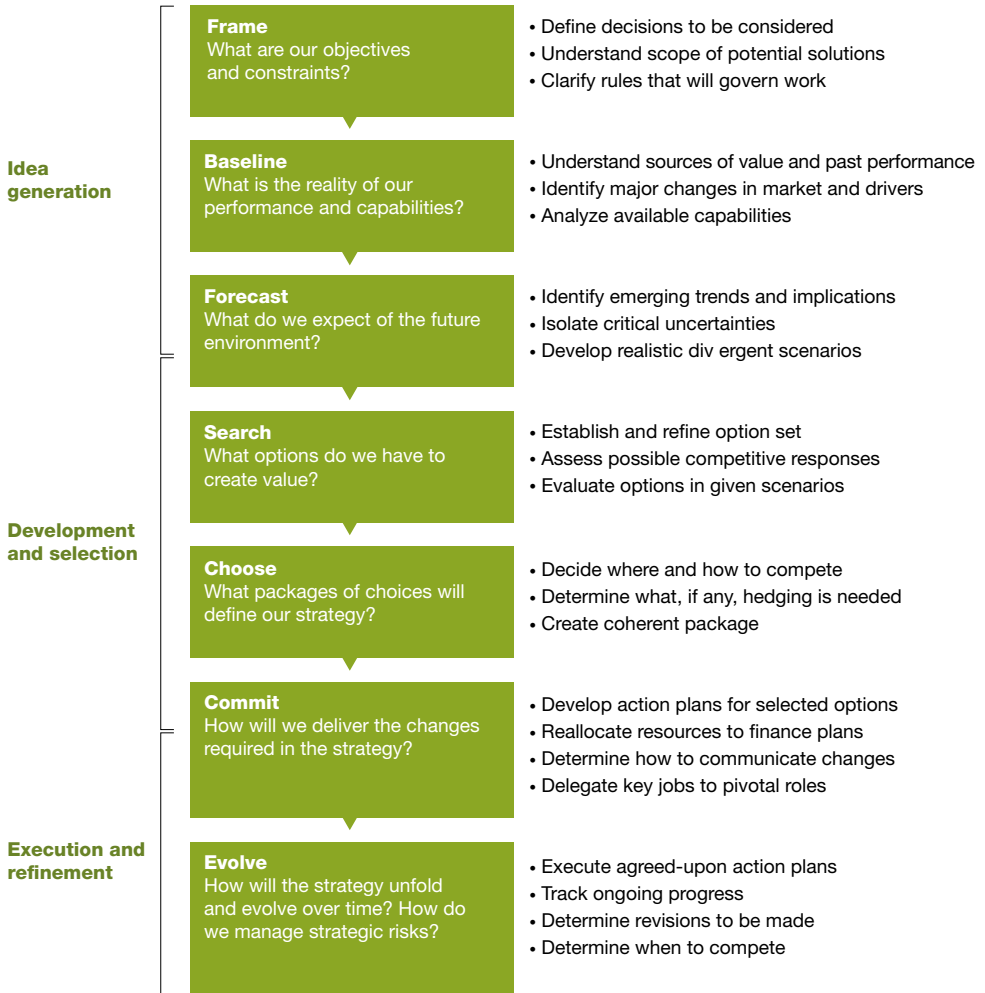 Idea
generation
Frame
What are our objectives
and constraints?
• Define decisions to be considered
• Understand scope of potential solutions
• Clarify rules that will govern work
Baseline
What is the reality of our
performance and capabilities?
• Understand sources of value and past performance
• Identify major changes in market and drivers
• Analyze available capabilities
Forecast
What do we expect of the future
environment?
• Identify emerging trends and implications
• Isolate critical uncertainties
• Develop realistic div ergent scenarios
Development
and selection
Search
What options do we have to
create value?
• Establish and refine option set
• Assess possible competitive responses
• Evaluate options in given scenarios
Choose
What packages of choices will
define our strategy?
• Decide where and how to compete
• Determine what, if any, hedging is needed
• Create coherent package
Commit
How will we deliver the changes
required in the strategy?
• Develop action plans for selected options
• Reallocate resources to finance plans
• Determine how to communicate changes
• Delegate key jobs to pivotal roles
Execution and
refinement
Evolve
How will the strategy unfold
and evolve over time? How do
we manage strategic risks?
• Execute agreed-upon action plans
• Track ongoing progress
• Determine revisions to be made
• Determine when to compete